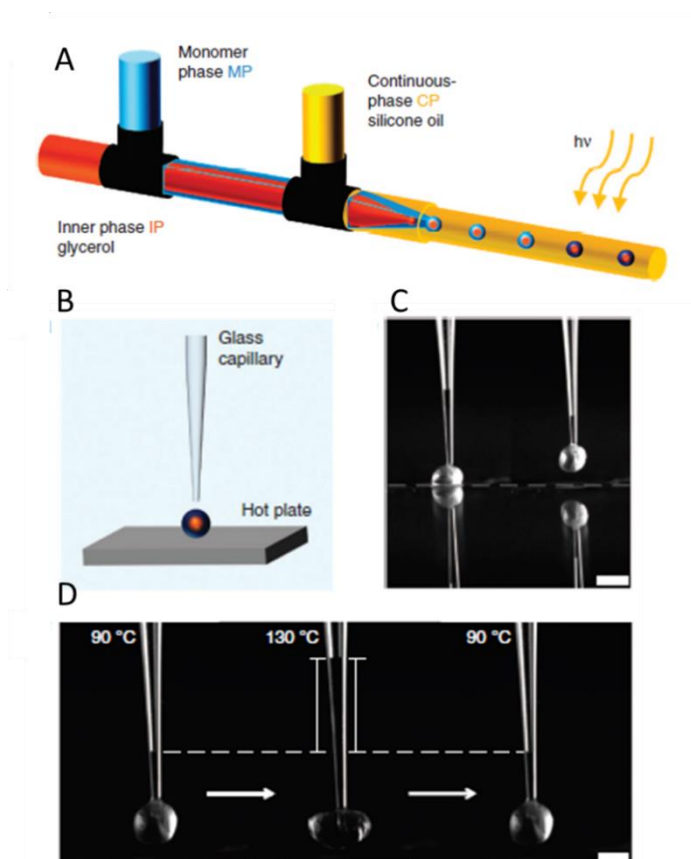 A
Monomer
phase MP
Continuous-
phase CP
silicone oil
hν
Inner phase IP
glycerol
B
Glass
capillary
Hot plate
C
D
90 °C
130 °C
90 °C